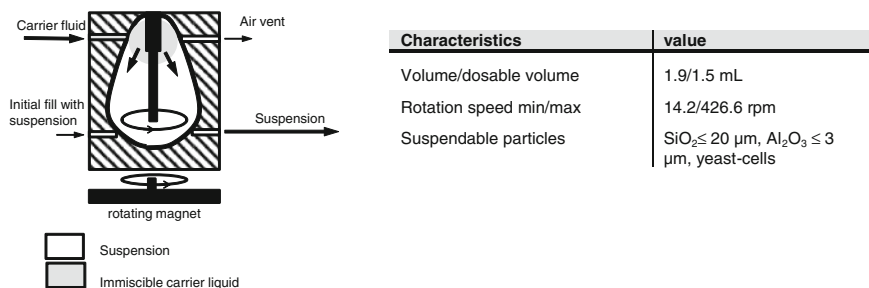 Carrier fluid
Air vent
Initial fill with
suspension
Suspension
rotating magnet
Suspension
Immiscible carrier liquid
Characteristics value
Volume/dosable volume 1.9/1.5 mL
Rotation speed min/max 14.2/426.6 rpm
Suspendable particles SiO₂≤ 20 µm, Al₂O₃ ≤ 3
µm, yeast-cells